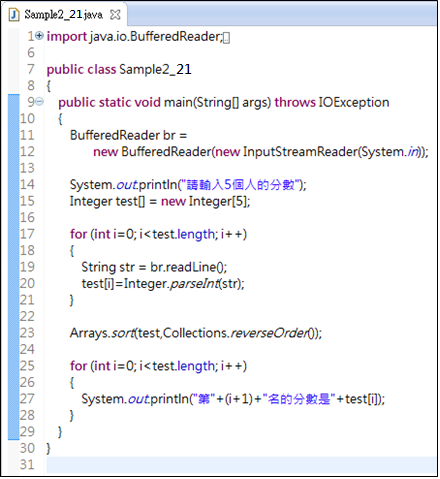 Sample2_21.java
1 import java.io.BufferedReader;
6
7 public class Sample2_21
8 {
9 public static void main(String[] args) throws IOException
10 {
11 BufferedReader br =
12 new BufferedReader(new InputStreamReader(System.in));
13
14 System.out.println("請輸入5個人的分數");
15 Integer test[] = new Integer[5];
16
17 for (int i=0; i<test.length; i++)
18 {
19 String str = br.readLine();
20 test[i]=Integer.parseInt(str);
21 }
22
23 Arrays.sort(test,Collections.reverseOrder());
24
25 for (int i=0; i<test.length; i++)
26 {
27 System.out.println("第"+(i+1)+"名的分數是"+test[i]);
28 }
29 }
30 }
31